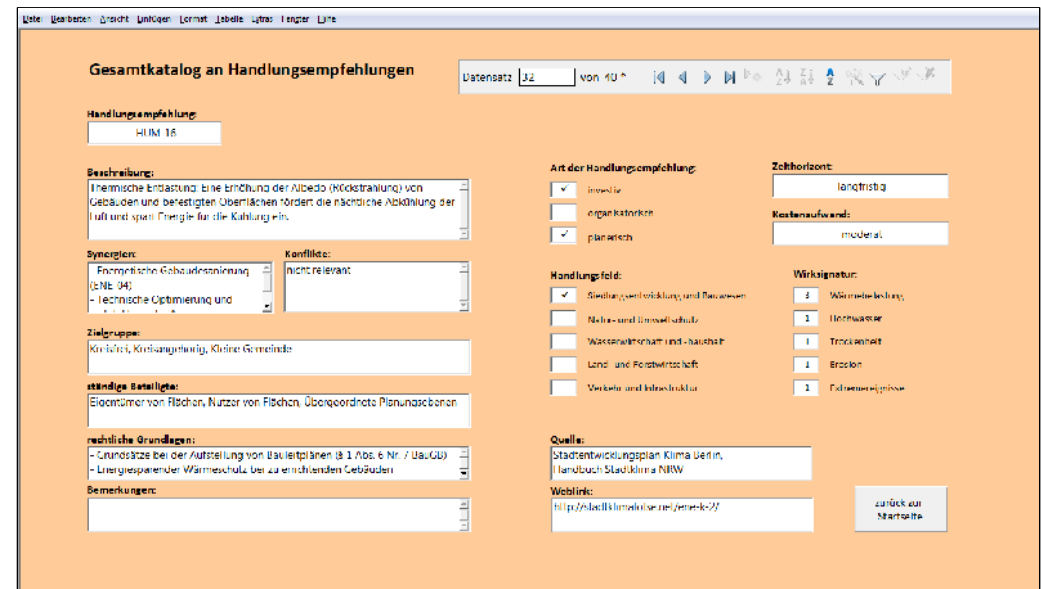 Datei Bearbeiten Ansicht Einfügen Format Tabelle Extras Fenster Hilfe
Gesamtkatalog an Handlungsempfehlungen
Datensatz 32 von 40 *
Handlungsempfehlung:
HUM 16
Beschreibung:
Thermische Entlastung: Eine Erhöhung der Albedo (Rückstrahlung) von
Gebäuden und befestigten Oberflächen fördert die nächtliche Abkühlung der
Luft und spart Energie für die Kühlung ein.
Synergien:
- Energetische Gebäudesanierung
(ENE 04)
- Technische Optimierung und
Konflikte:
nicht relevant
Zielgruppe:
Kreisfrei, Kreisangehörig, Kleine Gemeinde
ständige Beteiligte:
Eigentümer von Flächen, Nutzer von Flächen, Übergeordnete Planungsebenen
rechtliche Grundlagen:
- Grundsätze bei der Aufstellung von Bauleitplänen (§ 1 Abs. 6 Nr. 7 BauGB)
- Energiesparender Wärmeschutz bei zu errichtenden Gebäuden
Bemerkungen:
Art der Handlungsempfehlung:
✓ investiv
organisatorisch
✓ planerisch
Zeithorizont:
langfristig
Kostenaufwand:
moderat
Handlungsfeld:
✓ Siedlungsentwicklung und Bauwesen
Natur- und Umweltschutz
Wasserwirtschaft und -haushalt
Land- und Forstwirtschaft
Verkehr und Infrastruktur
Wirksignatur:
3 Wärmebelastung
1 Hochwasser
1 Trockenheit
1 Erosion
1 Extremereignisse
Quelle:
Stadtentwicklungsplan Klima Berlin,
Handbuch Stadtklima NRW
Weblink:
http://stadtklimalotse.net/ene-k-2/
zurück zur
Startseite